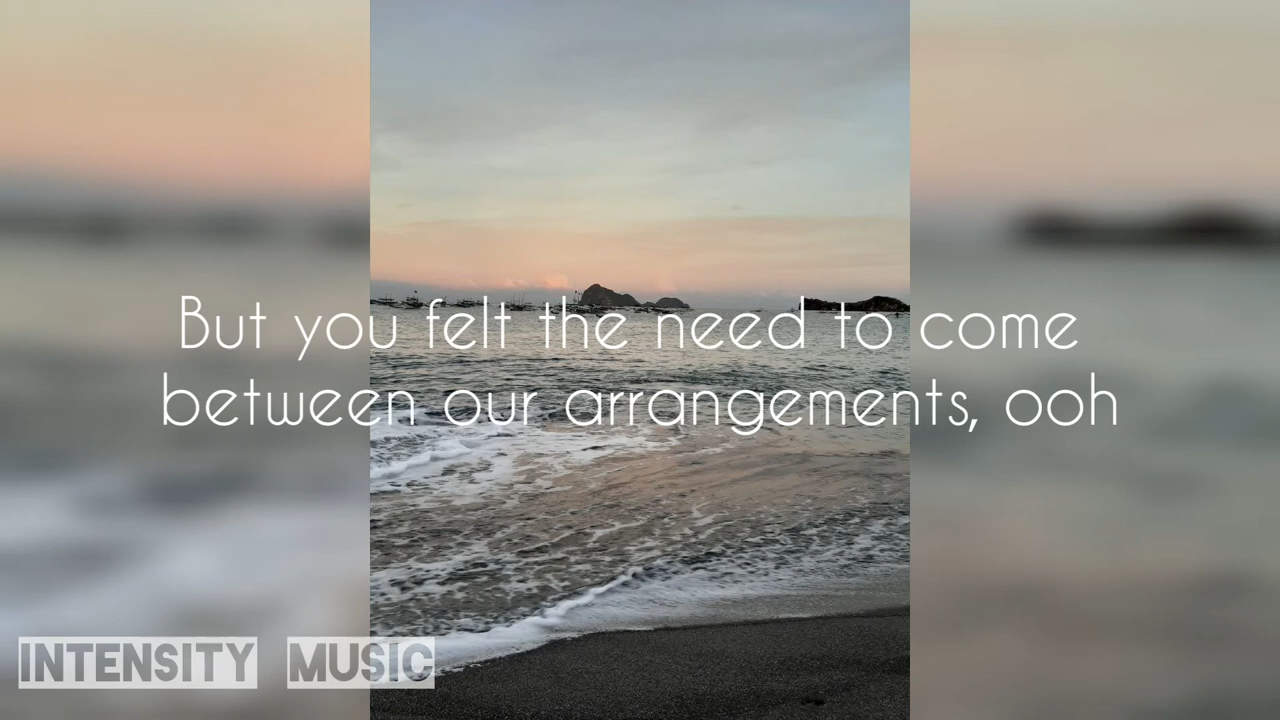 But you felt the need to come
between our arrangements, ooh
INTENSITY MUSIC